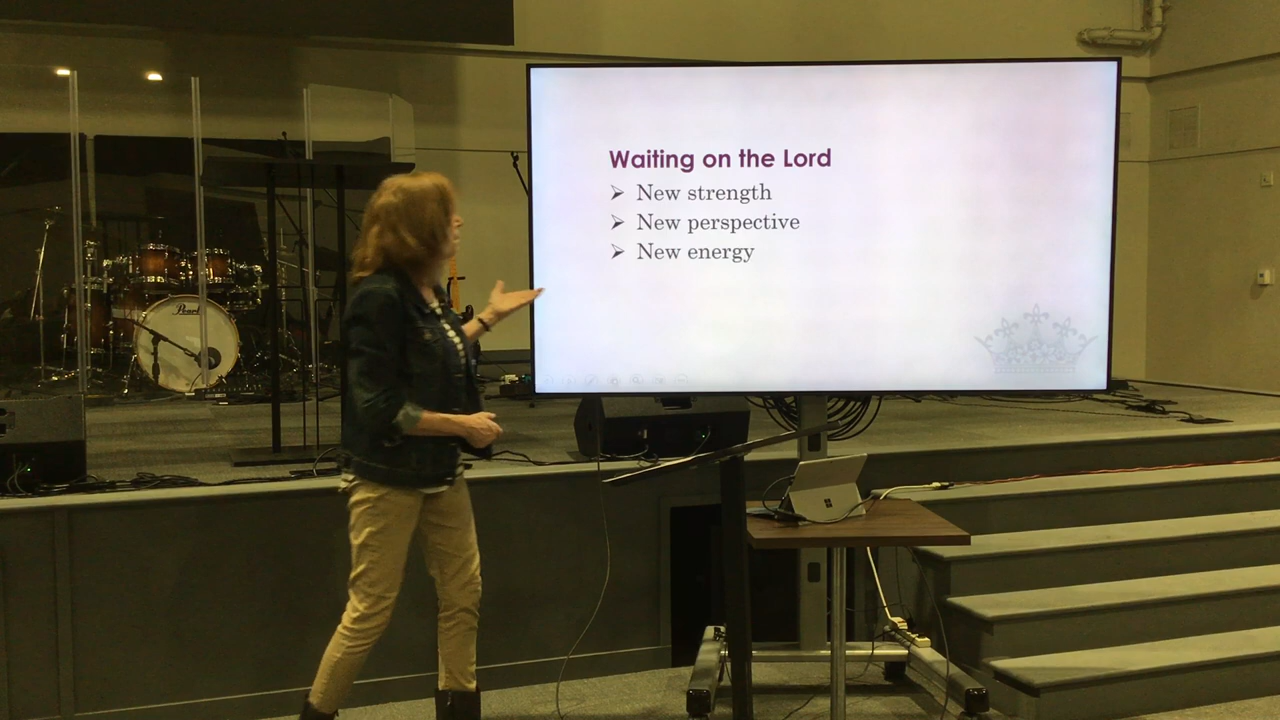 Waiting on the Lord
➢ New strength
➢ New perspective
➢ New energy
Pearl